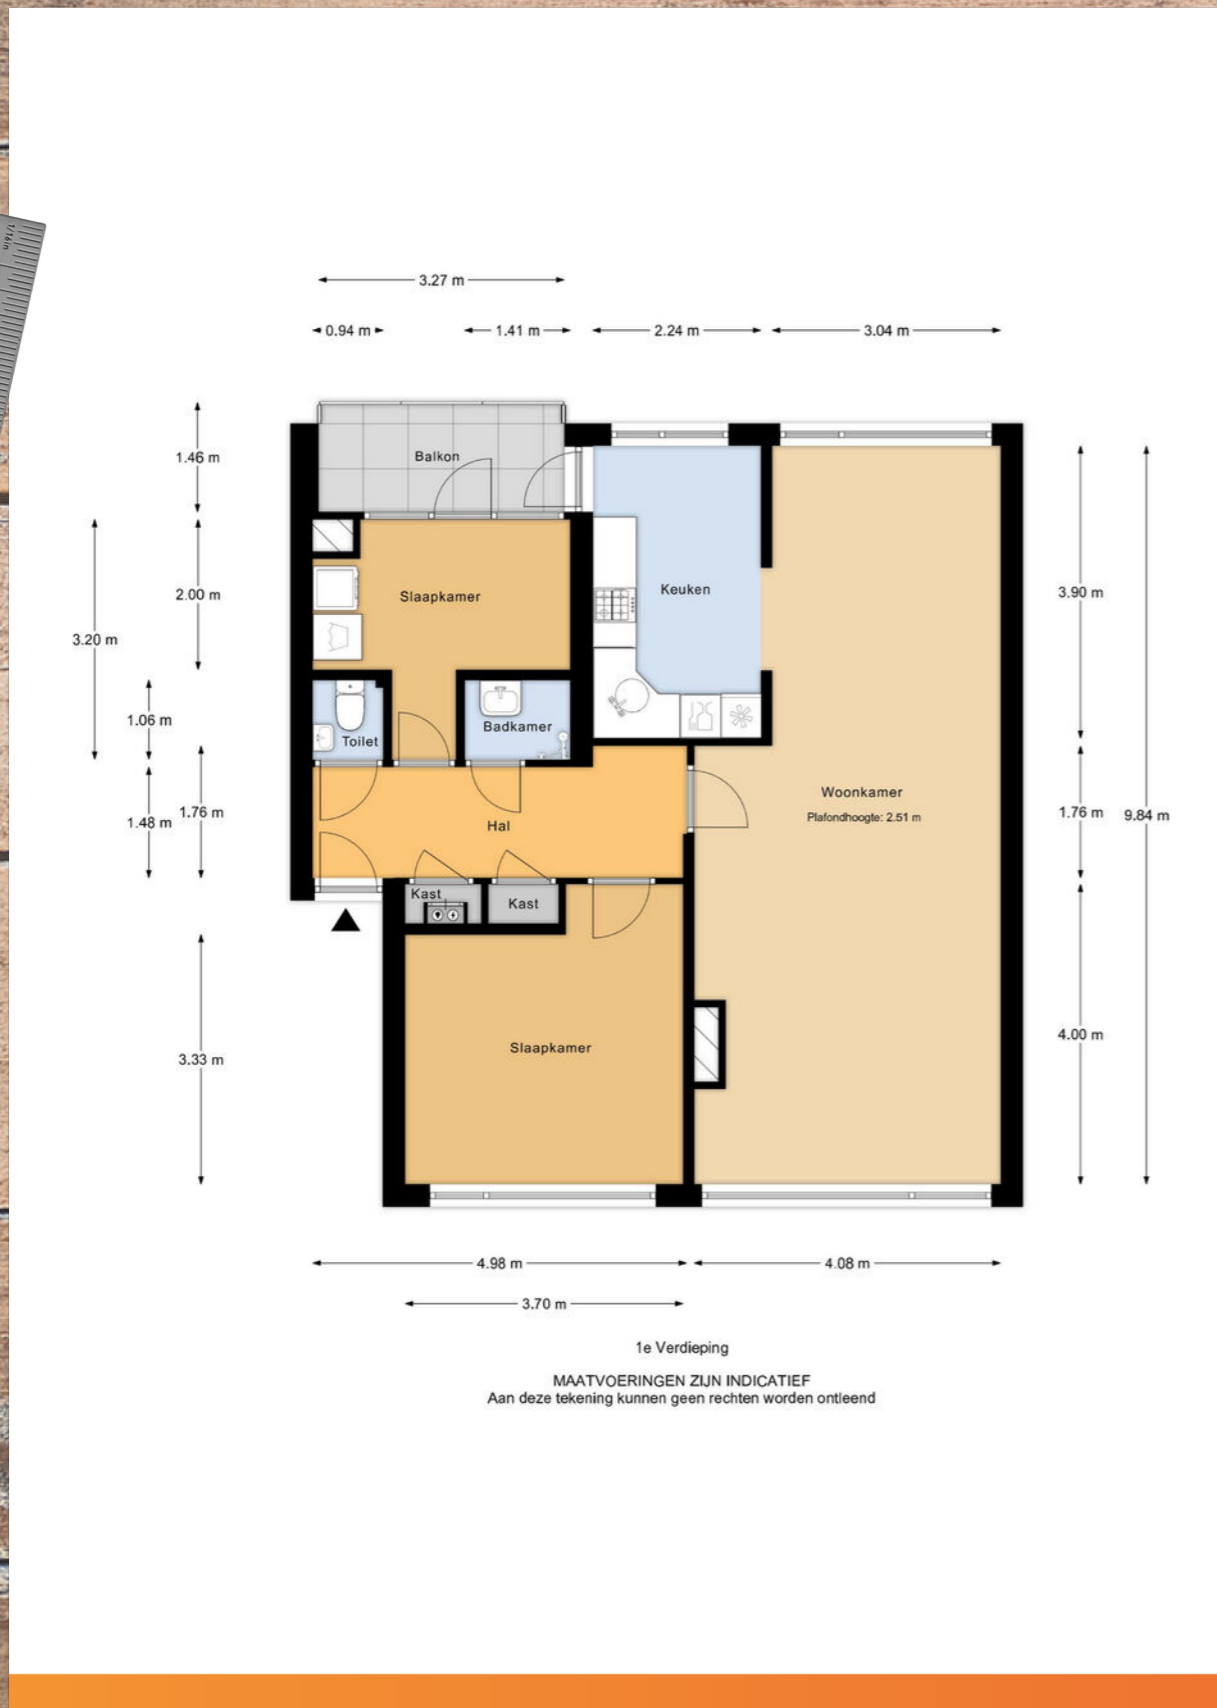 1/16in
3.27 m
0.94 m
1.41 m
2.24 m
3.04 m
1.46 m
Balkon
2.00 m
3.20 m
Slaapkamer
Keuken
3.90 m
1.06 m
Toilet
Badkamer
1.48 m
1.76 m
Hal
Woonkamer
Plafondhoogte: 2.51 m
1.76 m
9.84 m
Kast
Kast
3.33 m
Slaapkamer
4.00 m
4.98 m
4.08 m
3.70 m
1e Verdieping
MAATVOERINGEN ZIJN INDICATIEF
Aan deze tekening kunnen geen rechten worden ontleend